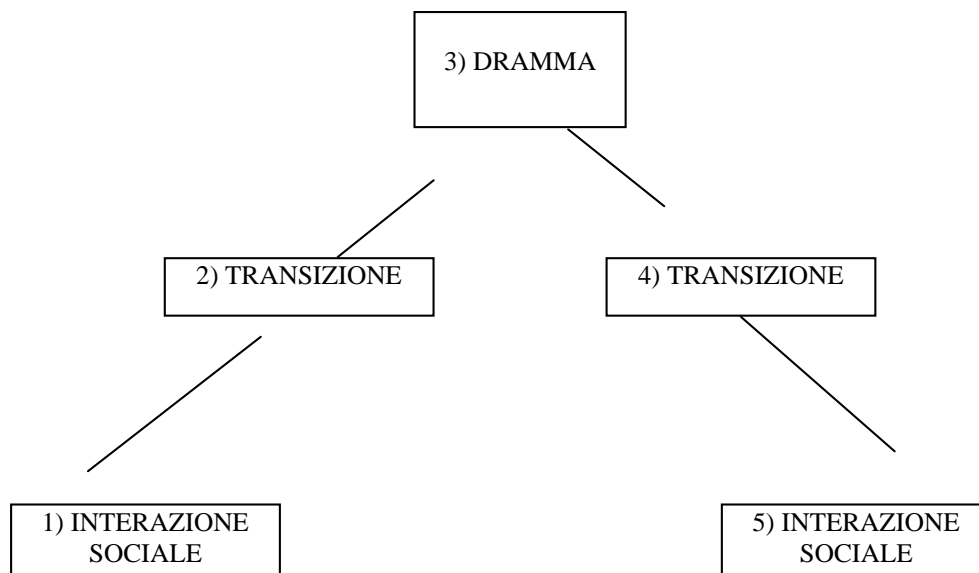 3) DRAMMA
2) TRANSIZIONE
4) TRANSIZIONE
1) INTERAZIONE
SOCIALE
5) INTERAZIONE
SOCIALE